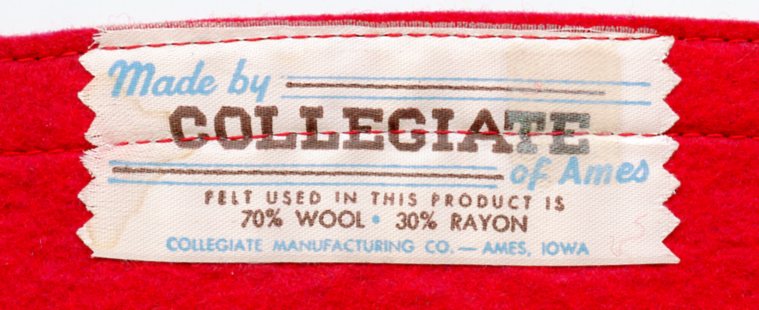 Made by
COLLEGIATE
of Ames
FELT USED IN THIS PRODUCT IS
70% WOOL • 30% RAYON
COLLEGIATE MANUFACTURING CO. — AMES, IOWA